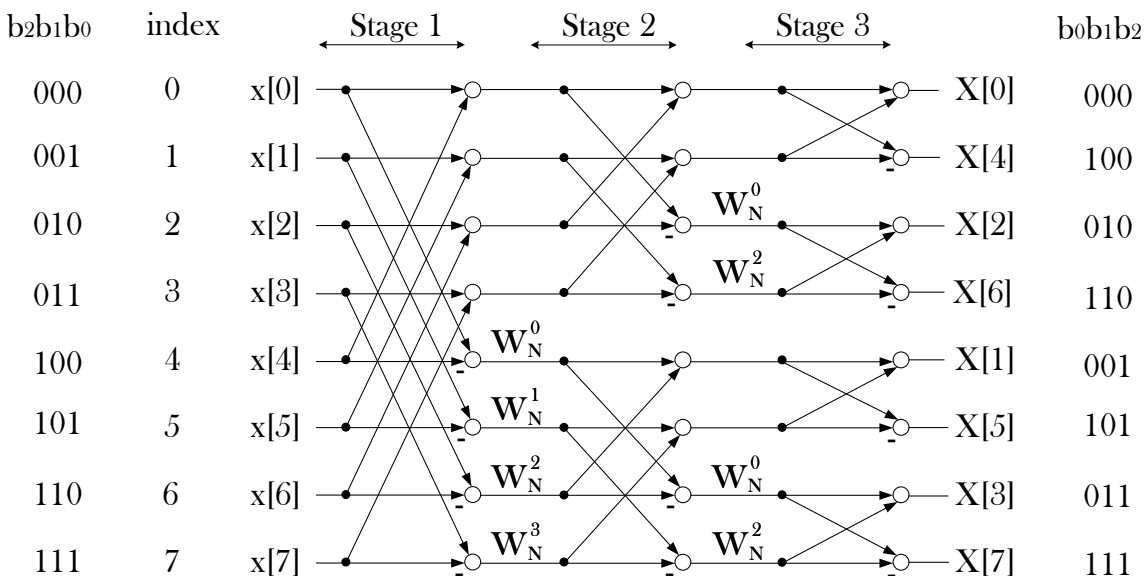 b2b1b0 index Stage 1 Stage 2 Stage 3 b0b1b2
000 0 x[0] X[0] 000
001 1 x[1] - X[4] 100
W_N^0
010 2 x[2] - X[2] 010
W_N^2
011 3 x[3] - - X[6] 110
W_N^0
100 4 x[4] - X[1] 001
W_N^1
101 5 x[5] - - X[5] 101
W_N^2 W_N^0
110 6 x[6] - - X[3] 011
W_N^3 W_N^2
111 7 x[7] - - - X[7] 111